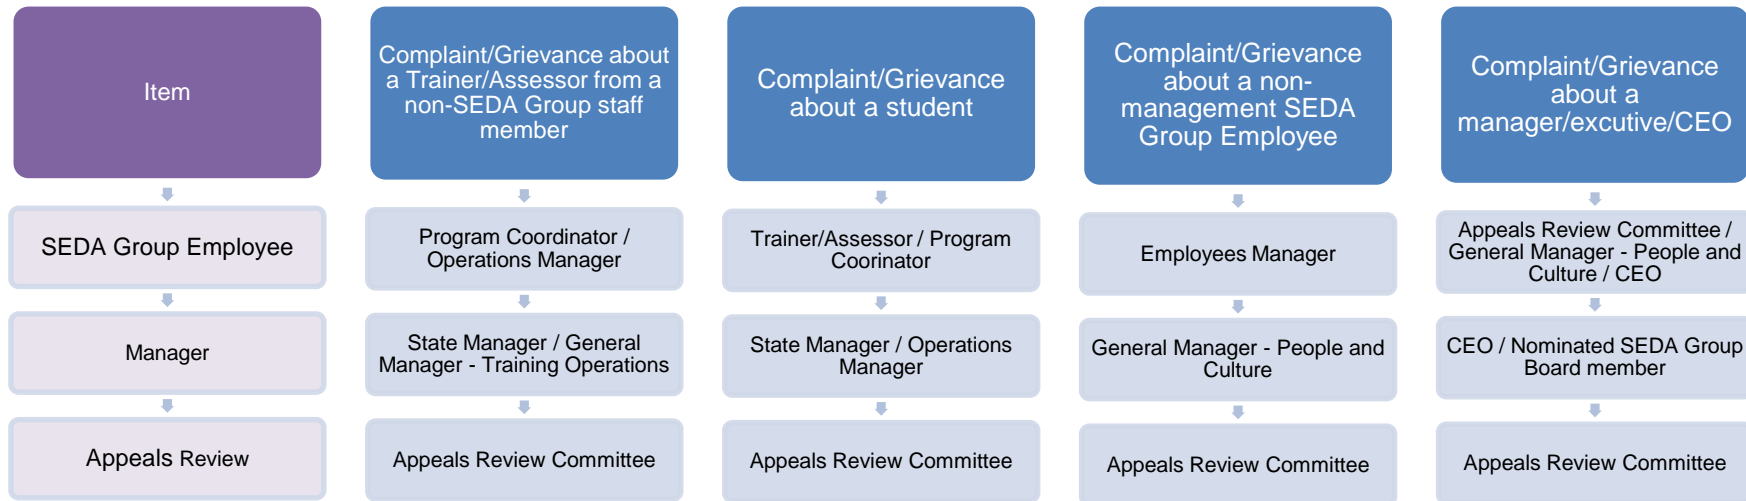 Item
Complaint/Grievance about
a Trainer/Assessor from a
non-SEDA Group staff
member
Complaint/Grievance
about a student
Complaint/Grievance
about a non-
management SEDA
Group Employee
Complaint/Grievance
about a
manager/excutive/CEO
SEDA Group Employee
Program Coordinator /
Operations Manager
Trainer/Assessor / Program
Coorinator
Employees Manager
Appeals Review Committee /
General Manager - People and
Culture / CEO
Manager
State Manager / General
Manager - Training Operations
State Manager / Operations
Manager
General Manager - People and
Culture
CEO / Nominated SEDA Group
Board member
Appeals Review
Appeals Review Committee
Appeals Review Committee
Appeals Review Committee
Appeals Review Committee